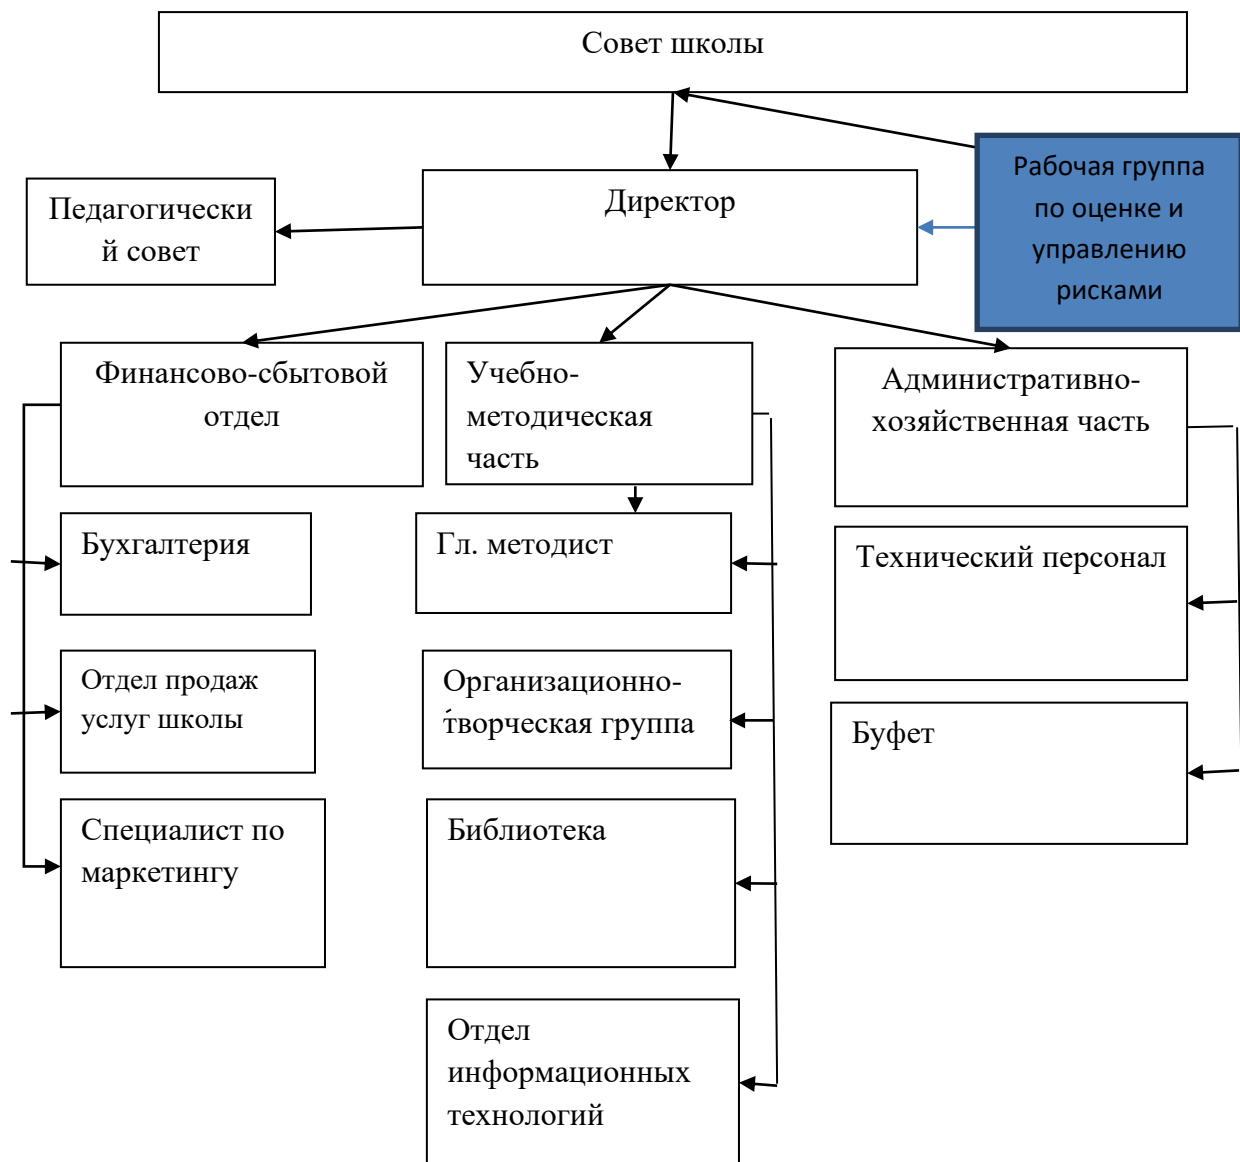 Совет школы
Рабочая группа
по оценке и
управлению
рисками
Директор
Педагогически
й совет
Финансово-сбытовой
отдел
Учебно-
методическая
часть
Административно-
хозяйственная часть
Бухгалтерия
Гл. методист
Технический персонал
Отдел продаж
услуг школы
Организационно-
творческая группа
Буфет
Специалист по
маркетингу
Библиотека
Отдел
информационных
технологий